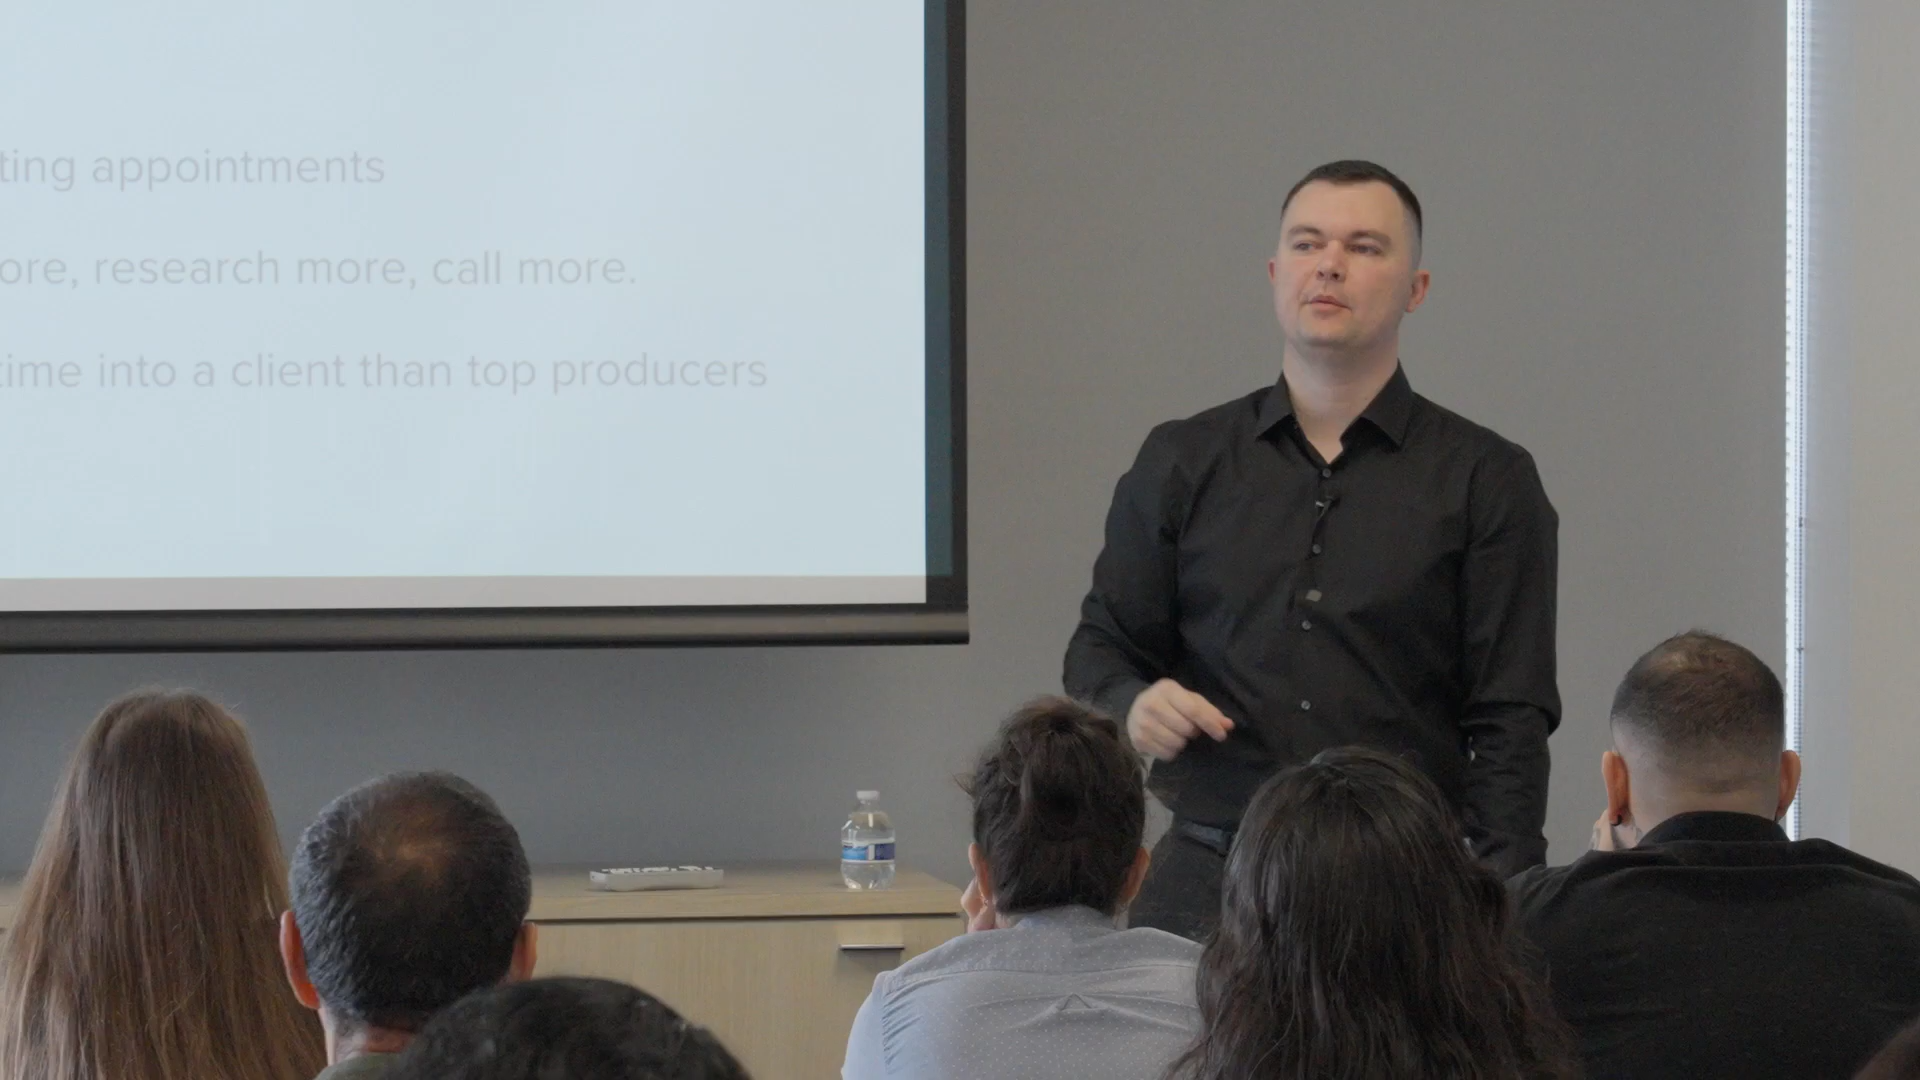 ting appointments
ore, research more, call more.
time into a client than top producers